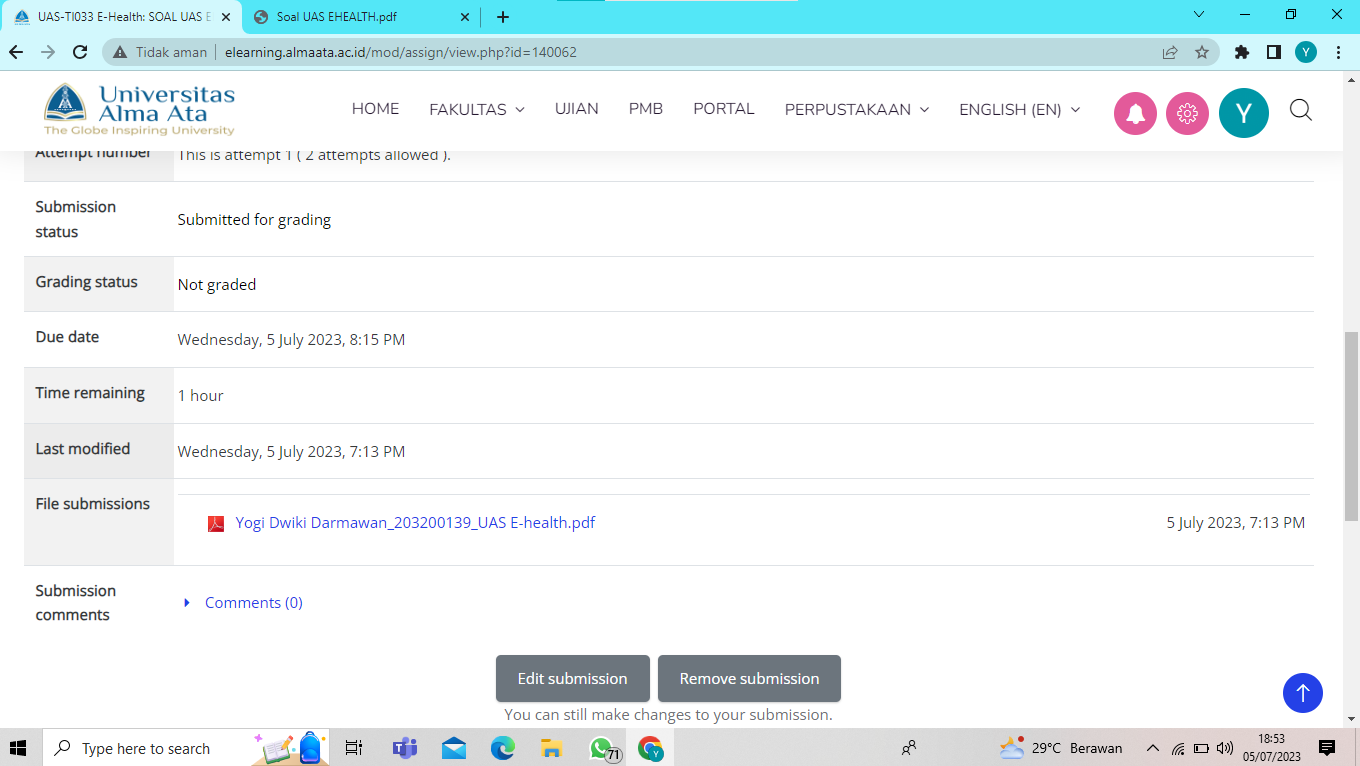 UAS-TI033 E-Health: SOAL UAS E
Soal UAS EHEALTH.pdf
Tidak aman
elearning.almaata.ac.id/mod/assign/view.php?id=140062
Y
Universitas
Alma Ata
The Globe Inspiring University
HOME
FAKULTAS
UJIAN
PMB
PORTAL
PERPUSTAKAAN
ENGLISH (EN)
Y
Attempt number
This is attempt 1 ( 2 attempts allowed ).
Submission
status
Submitted for grading
Grading status
Not graded
Due date
Wednesday, 5 July 2023, 8:15 PM
Time remaining
1 hour
Last modified
Wednesday, 5 July 2023, 7:13 PM
File submissions
Yogi Dwiki Darmawan_203200139_UAS E-health.pdf
5 July 2023, 7:13 PM
Submission
comments
Comments (0)
Edit submission
Remove submission
You can still make changes to your submission.
Type here to search
71
Y
29°C Berawan
18:53
05/07/2023